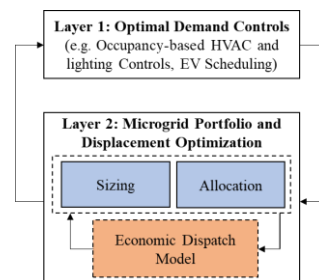 Layer 1: Optimal Demand Controls
(e.g. Occupancy-based HVAC and
lighting Controls, EV Scheduling)
Layer 2: Microgrid Portfolio and
Displacement Optimization
Sizing
Allocation
Economic Dispatch
Model